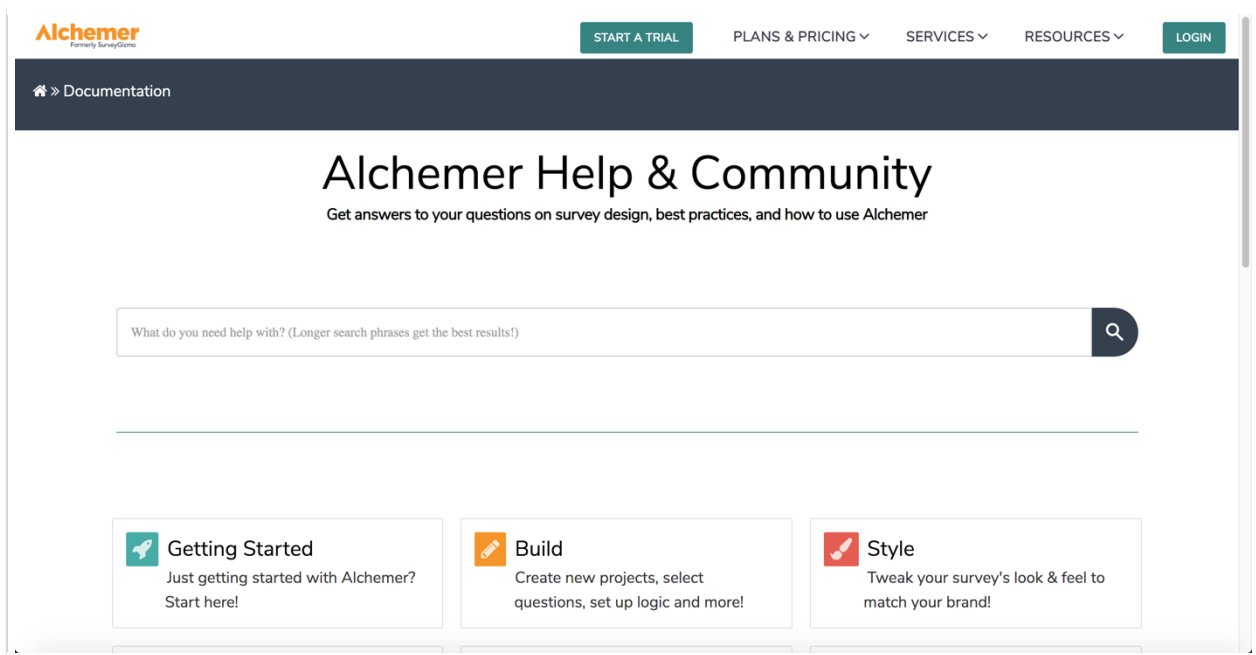 Alchemer
Formerly SurveyGizmo
START A TRIAL
PLANS & PRICING
SERVICES
RESOURCES
LOGIN
» Documentation
Alchemer Help & Community
Get answers to your questions on survey design, best practices, and how to use Alchemer
What do you need help with? (Longer search phrases get the best results!)
Getting Started
Just getting started with Alchemer?
Start here!
Build
Create new projects, select
questions, set up logic and more!
Style
Tweak your survey's look & feel to
match your brand!